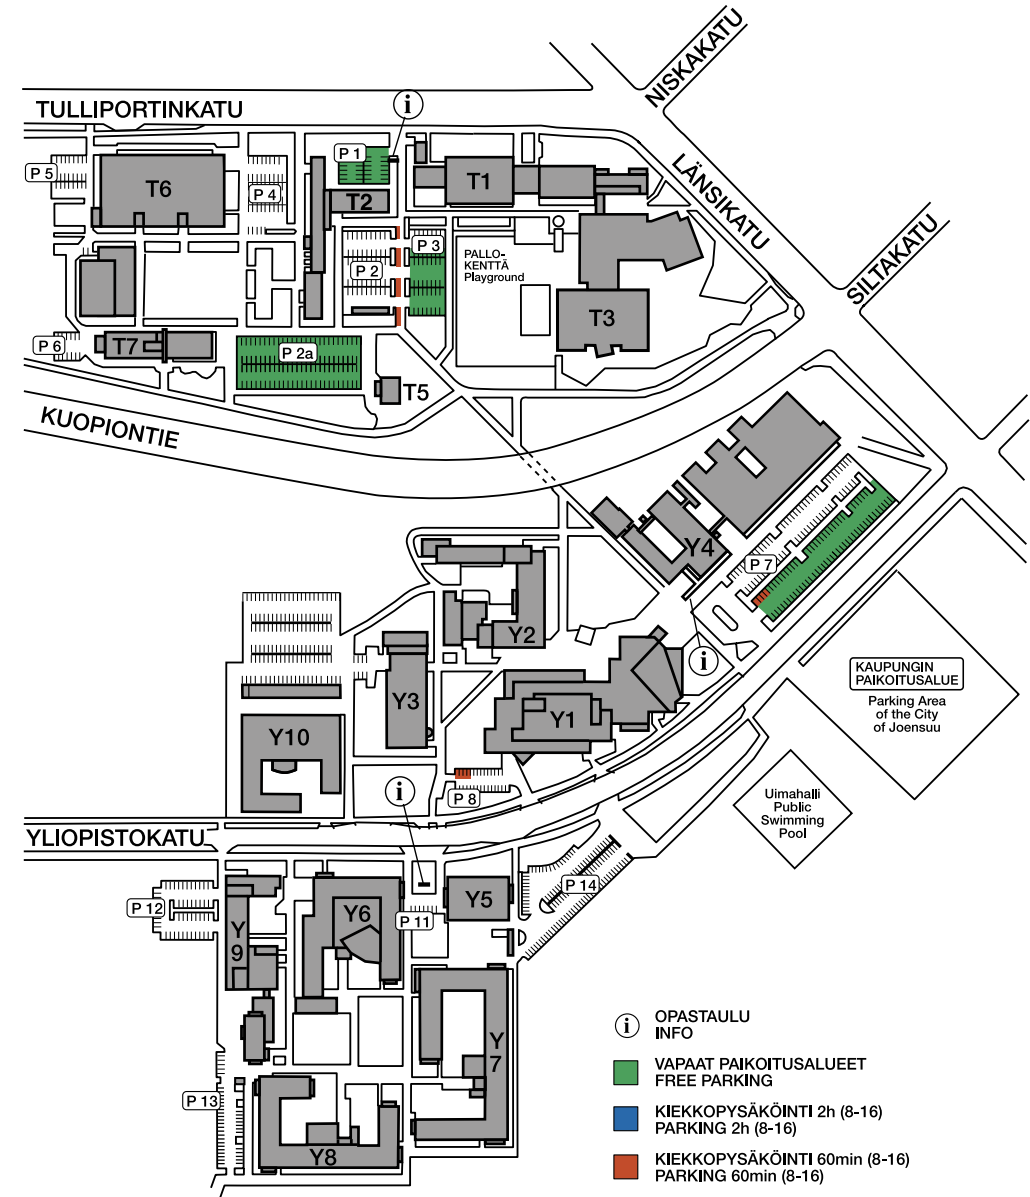 NISKAKATU
TULLIPORTINKATU
i
LÄNSIKATU
SILTAKATU
P 1
P 5
T6
P 4
T1
T2
P 3
P 2
PALLO-
KENTTÄ
Playground
T3
P 6
T7
P 2a
T5
KUOPIONTIE
Y4
P 7
Y2
i
KAUPUNGIN
PAIKOITUSALUE
Parking Area
of the City
of Joensuu
Y3
Y1
Y10
i
P 8
Uimahalli
Public
Swimming
Pool
YLIOPISTOKATU
P 14
P 12
Y
9
Y6
P 11
Y5
Y
7
P 13
Y8
i
OPASTAULU
INFO
VAPAAT PAIKOITUSALUEET
FREE PARKING
KIEKKOPYSÄKÖINTI 2h (8-16)
PARKING 2h (8-16)
KIEKKOPYSÄKÖINTI 60min (8-16)
PARKING 60min (8-16)